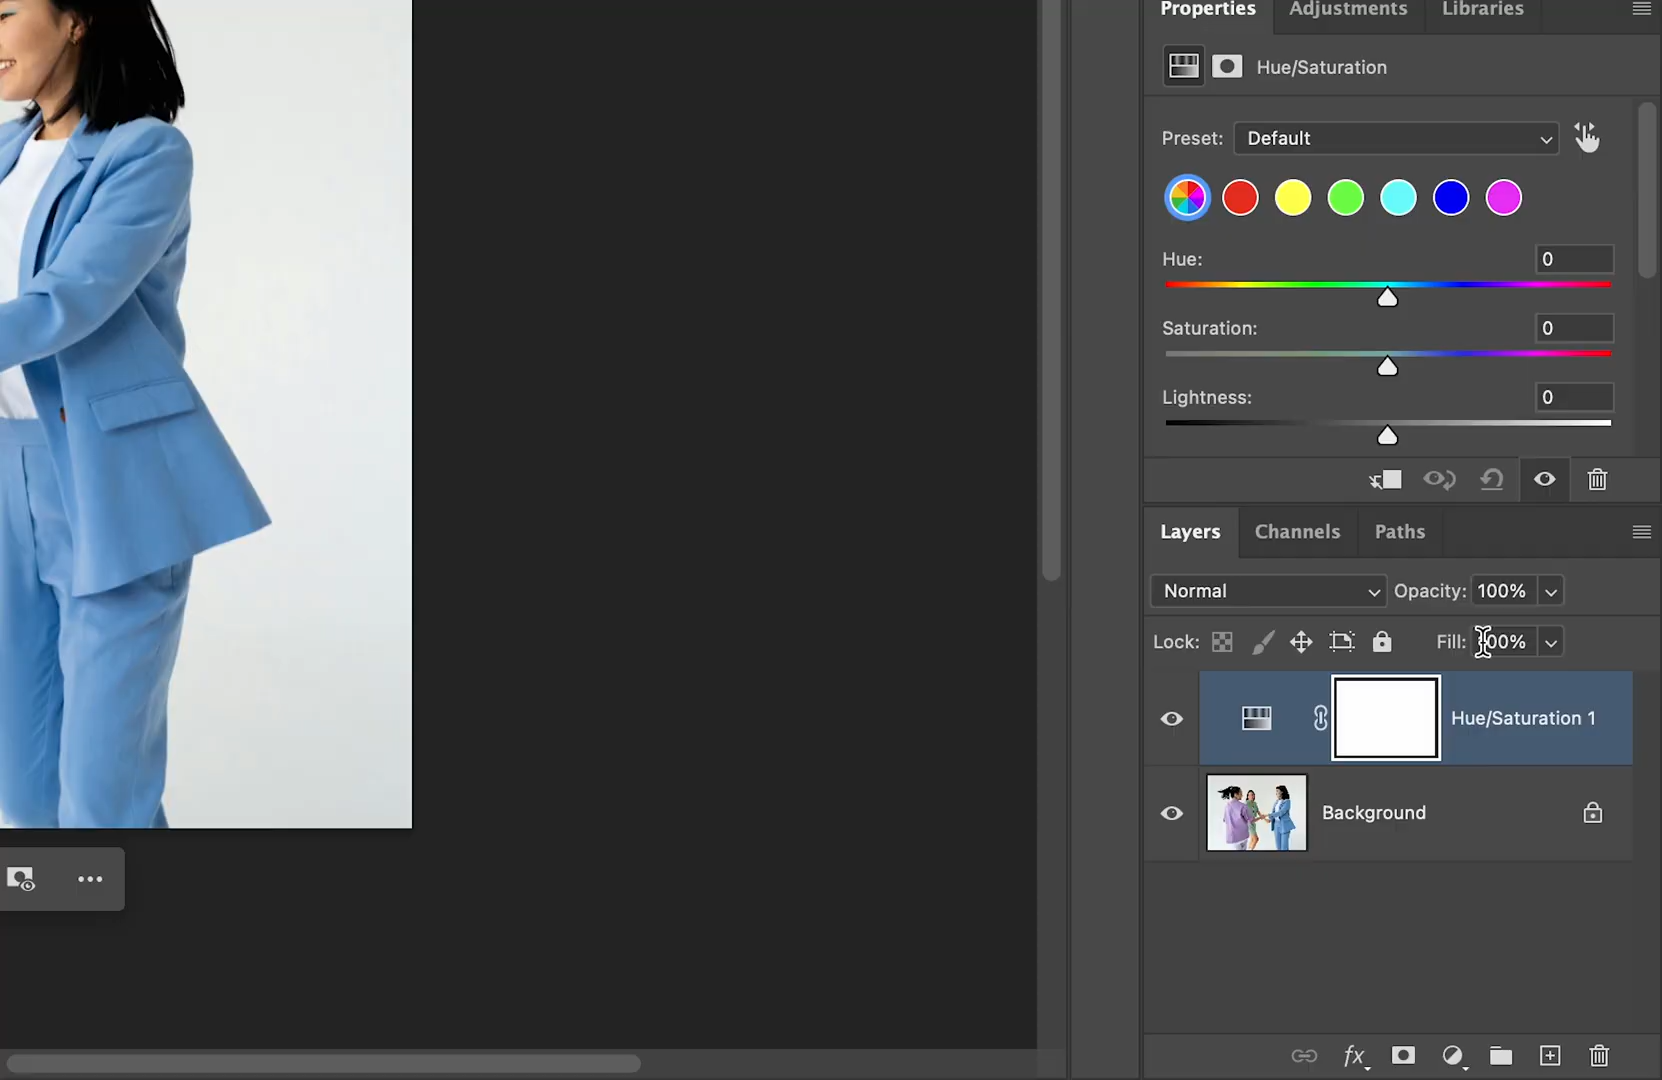 Properties Adjustments Libraries
Hue/Saturation
Preset: Default
Hue: 0
Saturation: 0
Lightness: 0
Layers Channels Paths
Normal Opacity: 100%
Lock: Fill: 100%
Hue/Saturation 1
Background
fx